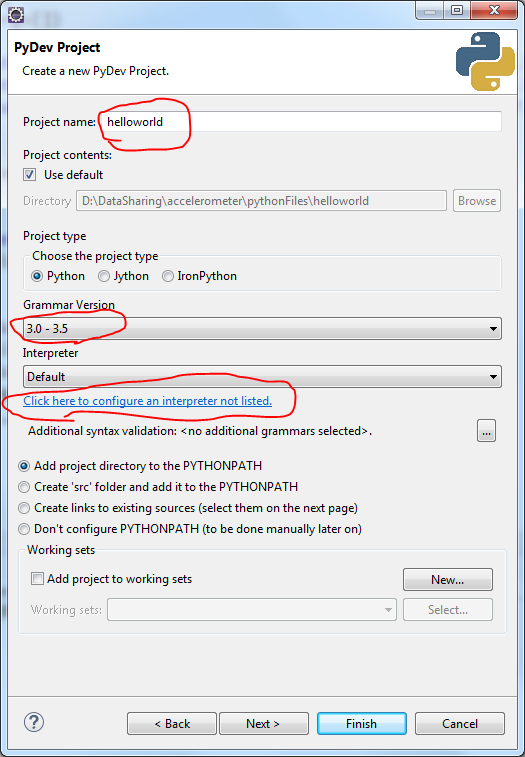 PyDev Project
Create a new PyDev Project.
Project name: helloworld
Project contents:
Use default
Directory D:\DataSharing\accelerometer\pythonFiles\helloworld Browse
Project type
Choose the project type
Python Jython IronPython
Grammar Version
3.0 - 3.5
Interpreter
Default
Click here to configure an interpreter not listed.
Additional syntax validation: <no additional grammars selected>. ...
Add project directory to the PYTHONPATH
Create 'src' folder and add it to the PYTHONPATH
Create links to existing sources (select them on the next page)
Don't configure PYTHONPATH (to be done manually later on)
Working sets
Add project to working sets New...
Working sets: Select...
? < Back Next > Finish Cancel